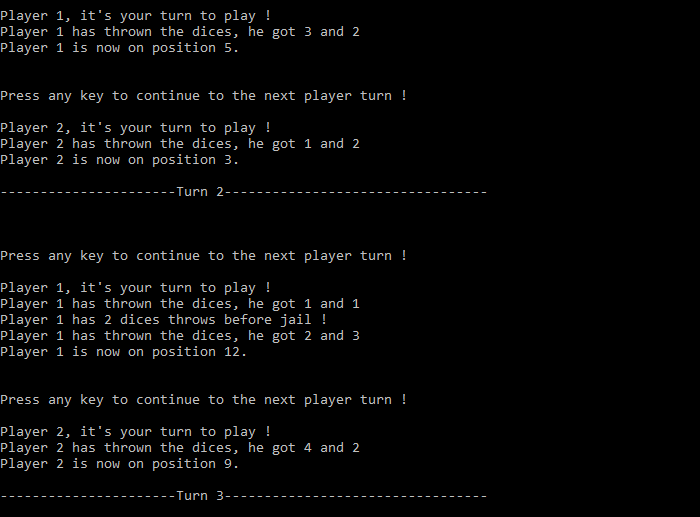 Player 1, it's your turn to play !
Player 1 has thrown the dices, he got 3 and 2
Player 1 is now on position 5.
Press any key to continue to the next player turn !
Player 2, it's your turn to play !
Player 2 has thrown the dices, he got 1 and 2
Player 2 is now on position 3.
----------------------Turn 2---------------------------------
Press any key to continue to the next player turn !
Player 1, it's your turn to play !
Player 1 has thrown the dices, he got 1 and 1
Player 1 has 2 dices throws before jail !
Player 1 has thrown the dices, he got 2 and 3
Player 1 is now on position 12.
Press any key to continue to the next player turn !
Player 2, it's your turn to play !
Player 2 has thrown the dices, he got 4 and 2
Player 2 is now on position 9.
----------------------Turn 3---------------------------------